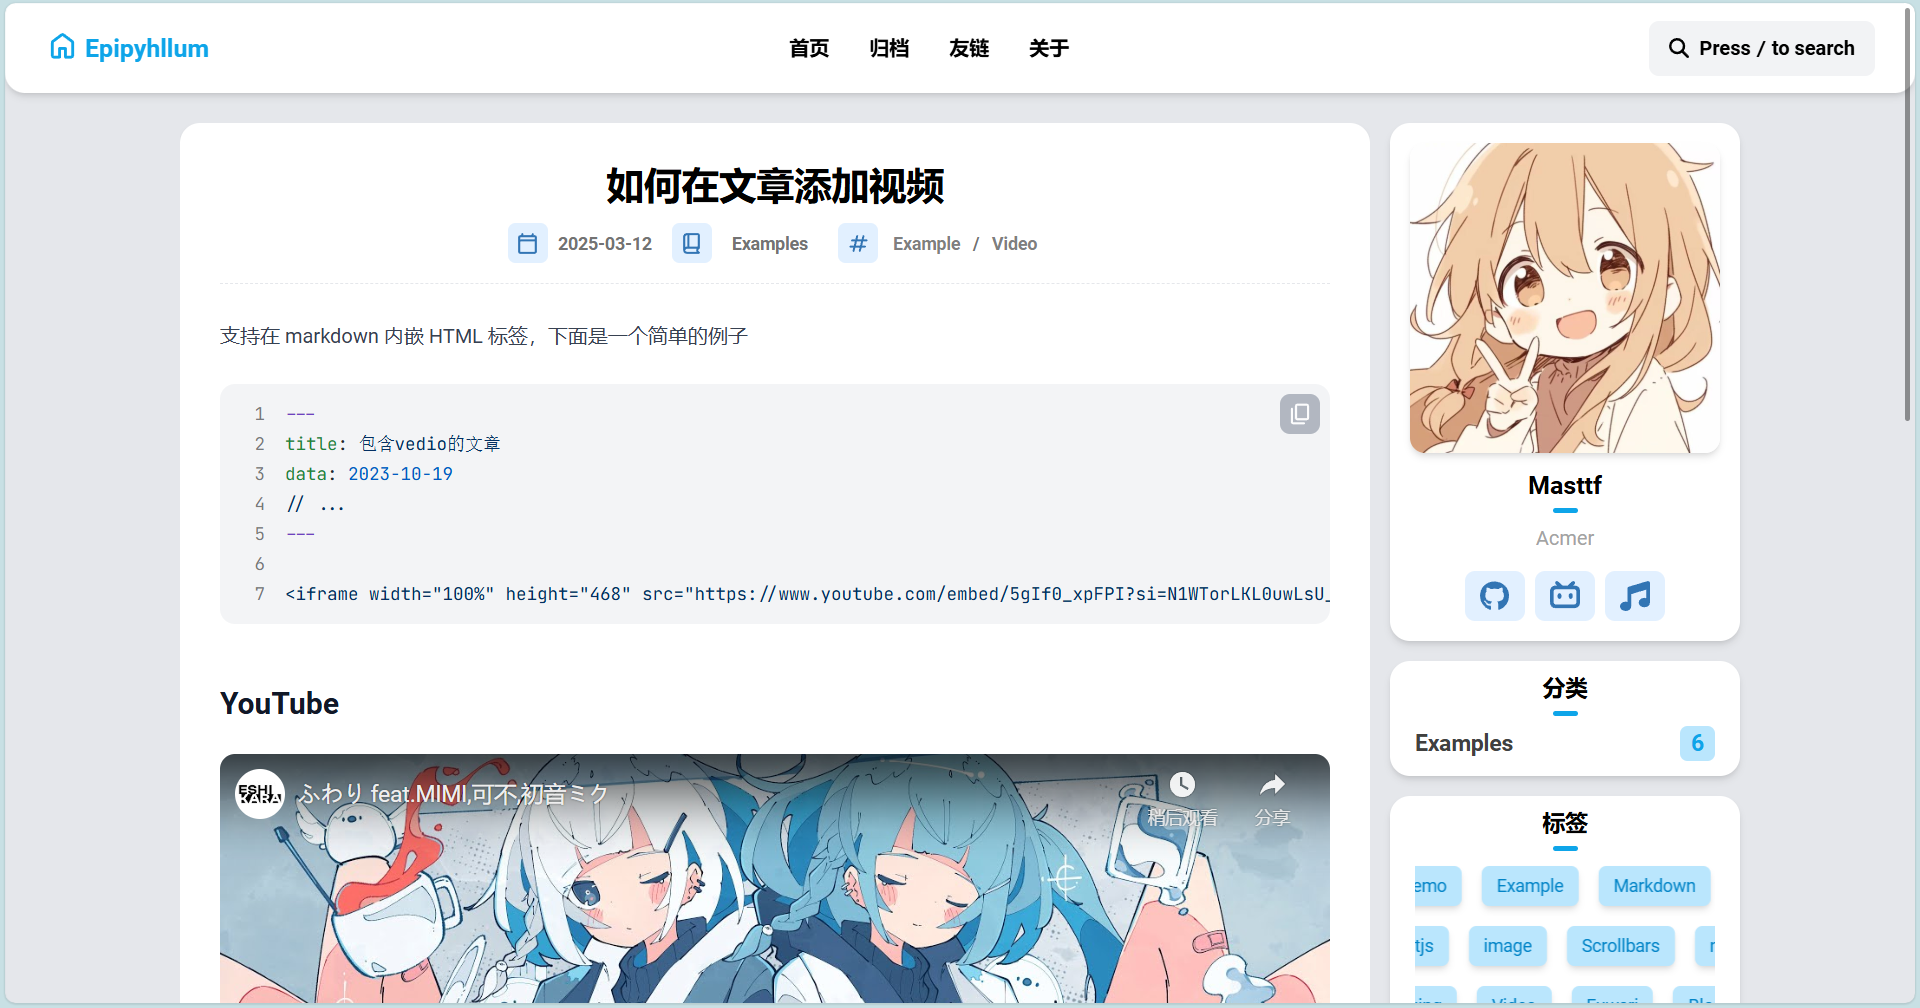 Epipyhllum
首页 归档 友链 关于
Press / to search
如何在文章添加视频
2025-03-12 Examples # Example / Video
支持在 markdown 内嵌 HTML 标签，下面是一个简单的例子
1 ---
2 title: 包含vedio的文章
3 data: 2023-10-19
4 // ...
5 ---
6
7 <iframe width="100%" height="468" src="https://www.youtube.com/embed/5gIf0_xpFPI?si=N1WTorLKL0uwLsU_
YouTube
ESHI KARA
ふわり feat.MIMI,可不,初音ミク
稍后观看 分享
Masttf
Acmer
分类
Examples 6
标签
emo Example Markdown
tjs image Scrollbars
Video Fuwari